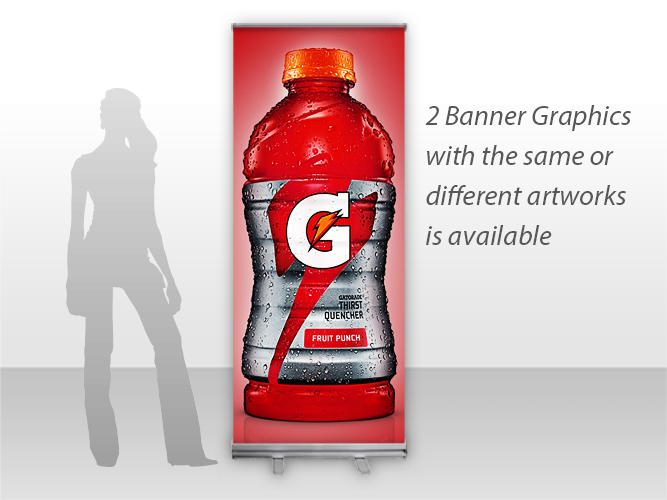 2 Banner Graphics
with the same or
different artworks
is available
G
GATORADE
THIRST
QUENCHER
FRUIT PUNCH